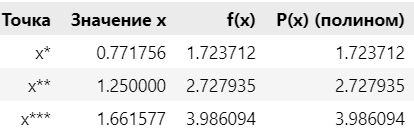 Точка Значение x f(x) P(x) (полином)
x* 0.771756 1.723712 1.723712
x** 1.250000 2.727935 2.727935
x*** 1.661577 3.986094 3.986094